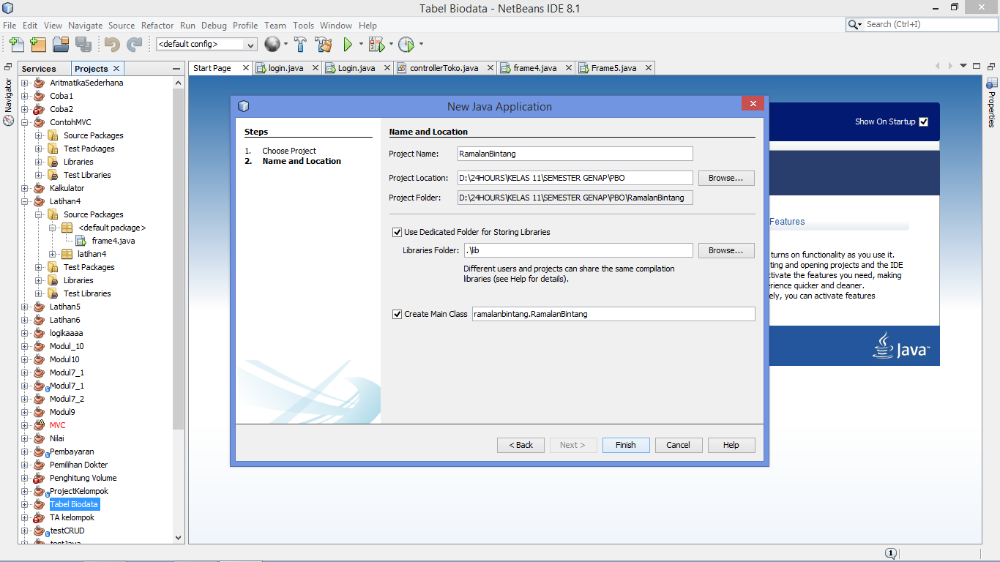 Tabel Biodata - NetBeans IDE 8.1
File Edit View Navigate Source Refactor Run Debug Profile Team Tools Window Help
Search (Ctrl+I)
<default config>
Services Projects
Start Page login.java Login.java controllerToko.java frame4.java Frame5.java
Navigator
Properties
AritmatikaSederhana
Coba1
Coba2
ContohMVC
Source Packages
Test Packages
Libraries
Test Libraries
Kalkulator
Latihan4
Source Packages
<default package>
frame4.java
latihan4
Test Packages
Libraries
Test Libraries
Latihan5
Latihan6
logikaaaa
Modul_10
Modul10
Modul7_1
Modul7_1
Modul7_2
Modul9
MVC
Nilai
Pembayaran
Pemilihan Dokter
Penghitung Volume
ProjectKelompok
Tabel Biodata
TA kelompok
testCRUD
testJava
New Java Application
Steps
1. Choose Project
2. Name and Location
Name and Location
Project Name: RamalanBintang
Project Location: D:\24HOURS\KELAS 11\SEMESTER GENAP\PBO Browse...
Project Folder: D:\24HOURS\KELAS 11\SEMESTER GENAP\PBO\RamalanBintang
Use Dedicated Folder for Storing Libraries
Libraries Folder: .\lib Browse...
Different users and projects can share the same compilation
libraries (see Help for details).
Create Main Class ramalanbintang.RamalanBintang
< Back Next > Finish Cancel Help
Show On Startup
Features
turns on functionality as you use it.
ting and opening projects and the IDE
tivate the features you need, making
erience quicker and cleaner.
ely, you can activate features
Java
1